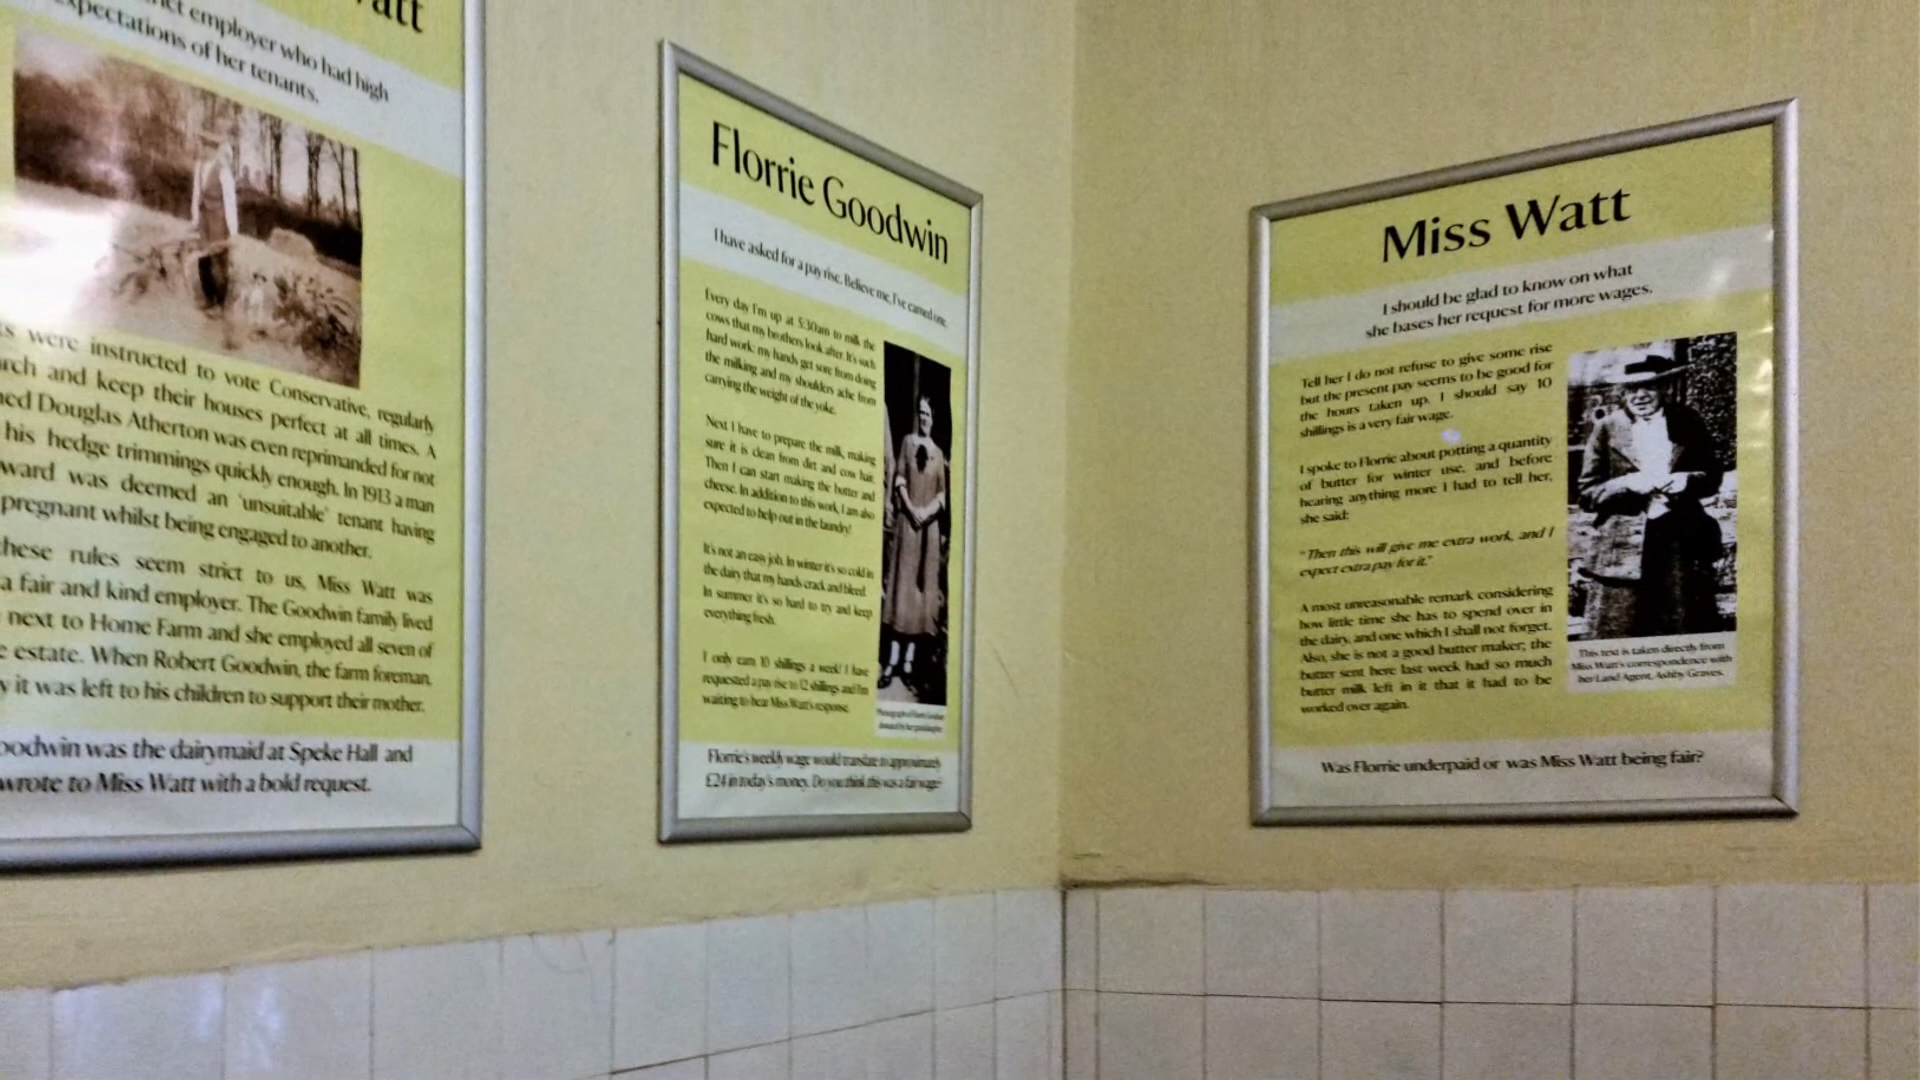 att
ct employer who had high
xpectations of her tenants.
s were instructed to vote Conservative, regularly
rch and keep their houses perfect at all times. A
ned Douglas Atherton was even reprimanded for not
his hedge trimmings quickly enough. In 1913 a man
ward was deemed an 'unsuitable' tenant having
pregnant whilst being engaged to another.
hese rules seem strict to us, Miss Watt was
a fair and kind employer. The Goodwin family lived
next to Home Farm and she employed all seven of
e estate. When Robert Goodwin, the farm foreman,
y it was left to his children to support their mother.
oodwin was the dairymaid at Speke Hall and
wrote to Miss Watt with a bold request.
Florrie Goodwin
I have asked for a pay rise. Believe me, I've earned one.
Every day I'm up at 5:30am to milk the
cows that my brothers look after. It's such
hard work: my hands get sore from doing
the milking and my shoulders ache from
carrying the weight of the yoke.
Next I have to prepare the milk, making
sure it is clean from dirt and cow hair.
Then I can start making the butter and
cheese. In addition to this work, I am also
expected to help out in the laundry!
It's not an easy job. In winter it's so cold in
the dairy that my hands crack and bleed.
In summer it's so hard to try and keep
everything fresh.
I only earn 10 shillings a week! I have
requested a pay rise to 12 shillings and I'm
waiting to hear Miss Watt's response.
Photograph of Florrie Goodwin
donated by her granddaughter
Florrie's weekly wage would translate to approximately
£24 in today's money. Do you think this was a fair wage?
Miss Watt
I should be glad to know on what
she bases her request for more wages.
Tell her I do not refuse to give some rise
but the present pay seems to be good for
the hours taken up. I should say 10
shillings is a very fair wage.
I spoke to Florrie about potting a quantity
of butter for winter use, and before
hearing anything more I had to tell her,
she said:
"Then this will give me extra work, and I
expect extra pay for it."
A most unreasonable remark considering
how little time she has to spend over in
the dairy, and one which I shall not forget.
Also, she is not a good butter maker; the
butter sent here last week had so much
butter milk left in it that it had to be
worked over again.
This text is taken directly from
Miss Watt's correspondence with
her Land Agent, Ashby Graves.
Was Florrie underpaid or was Miss Watt being fair?